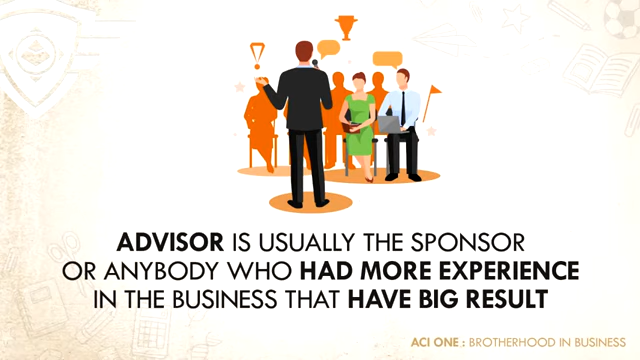 ADVISOR IS USUALLY THE SPONSOR
OR ANYBODY WHO HAD MORE EXPERIENCE
IN THE BUSINESS THAT HAVE BIG RESULT
ACI ONE : BROTHERHOOD IN BUSINESS